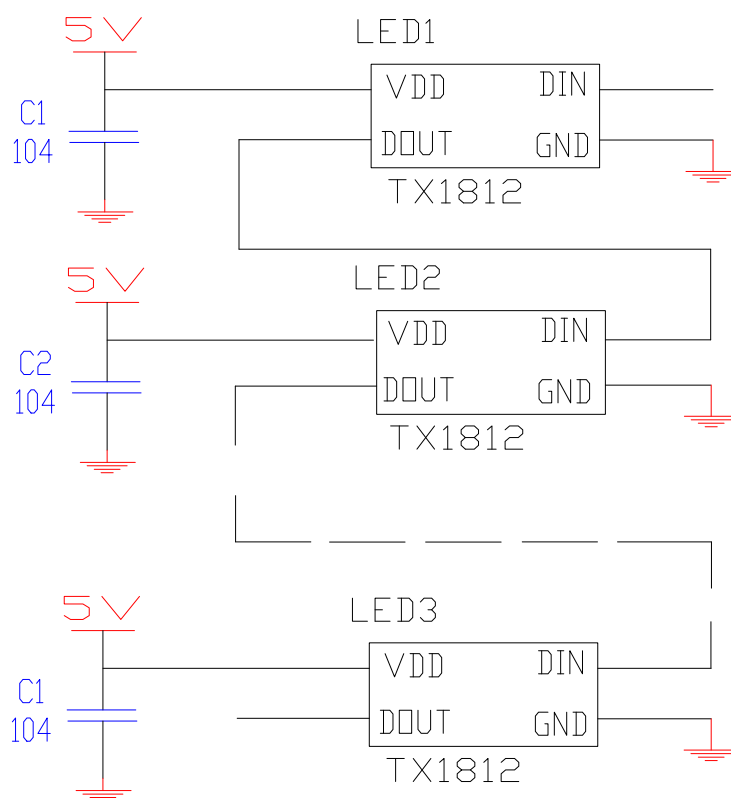 5V
LED1
VDD
DIN
C1
104
DOUT
GND
TX1812
5V
LED2
VDD
DIN
C2
104
DOUT
GND
TX1812
5V
LED3
VDD
DIN
C1
104
DOUT
GND
TX1812